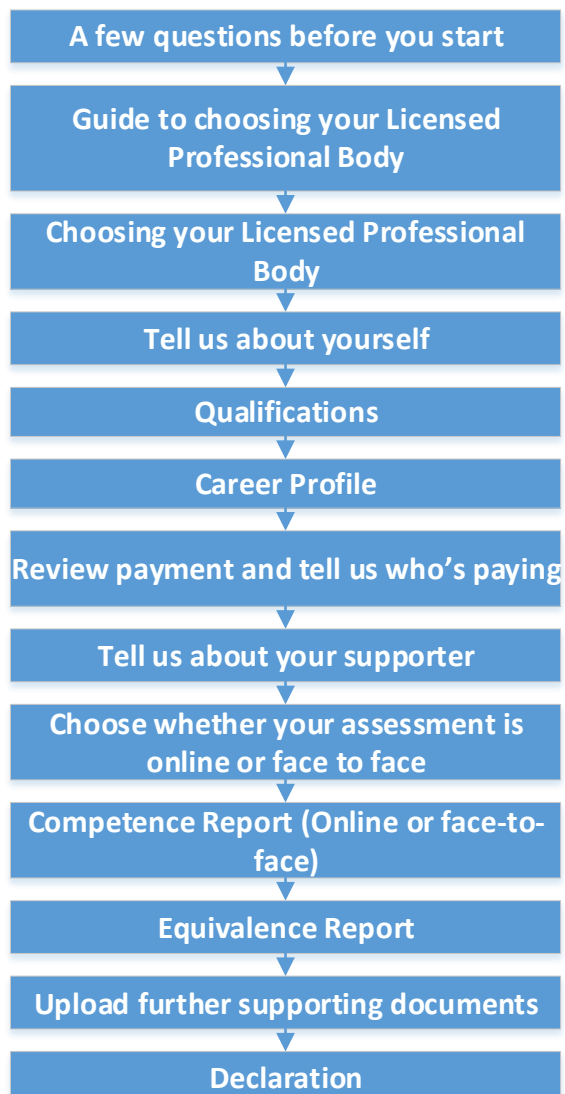 A few questions before you start
Guide to choosing your Licensed
Professional Body
Choosing your Licensed Professional
Body
Tell us about yourself
Qualifications
Career Profile
Review payment and tell us who's paying
Tell us about your supporter
Choose whether your assessment is
online or face to face
Competence Report (Online or face-to-
face)
Equivalence Report
Upload further supporting documents
Declaration